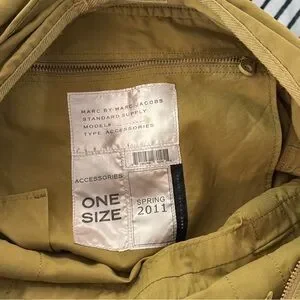 MARC BY MARC JACOBS
STANDARD SUPPLY
MODEL#
TYPE ACCESSORIES
ACCESSORIES
ONE
SIZE
SPRING
2011